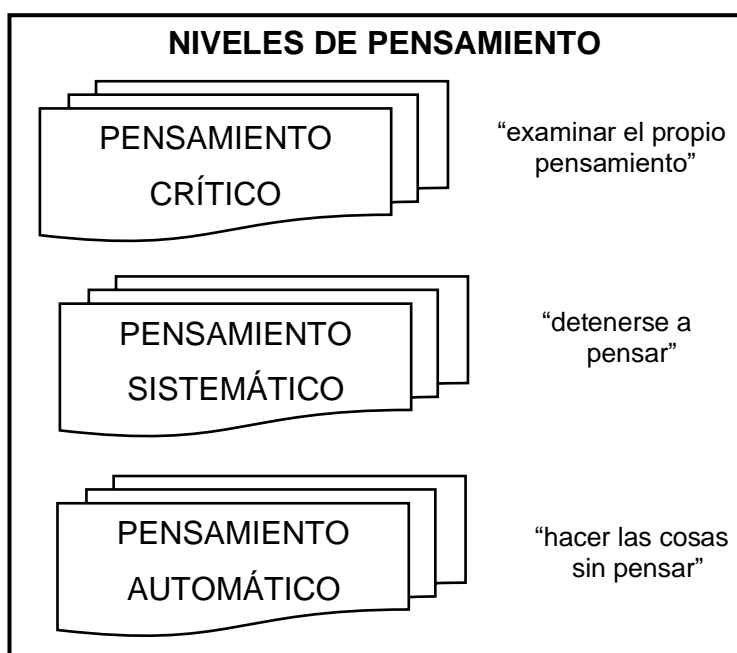 NIVELES DE PENSAMIENTO
PENSAMIENTO
CRÍTICO
“examinar el propio
pensamiento”
PENSAMIENTO
SISTEMÁTICO
“detenerse a
pensar”
PENSAMIENTO
AUTOMÁTICO
“hacer las cosas
sin pensar”